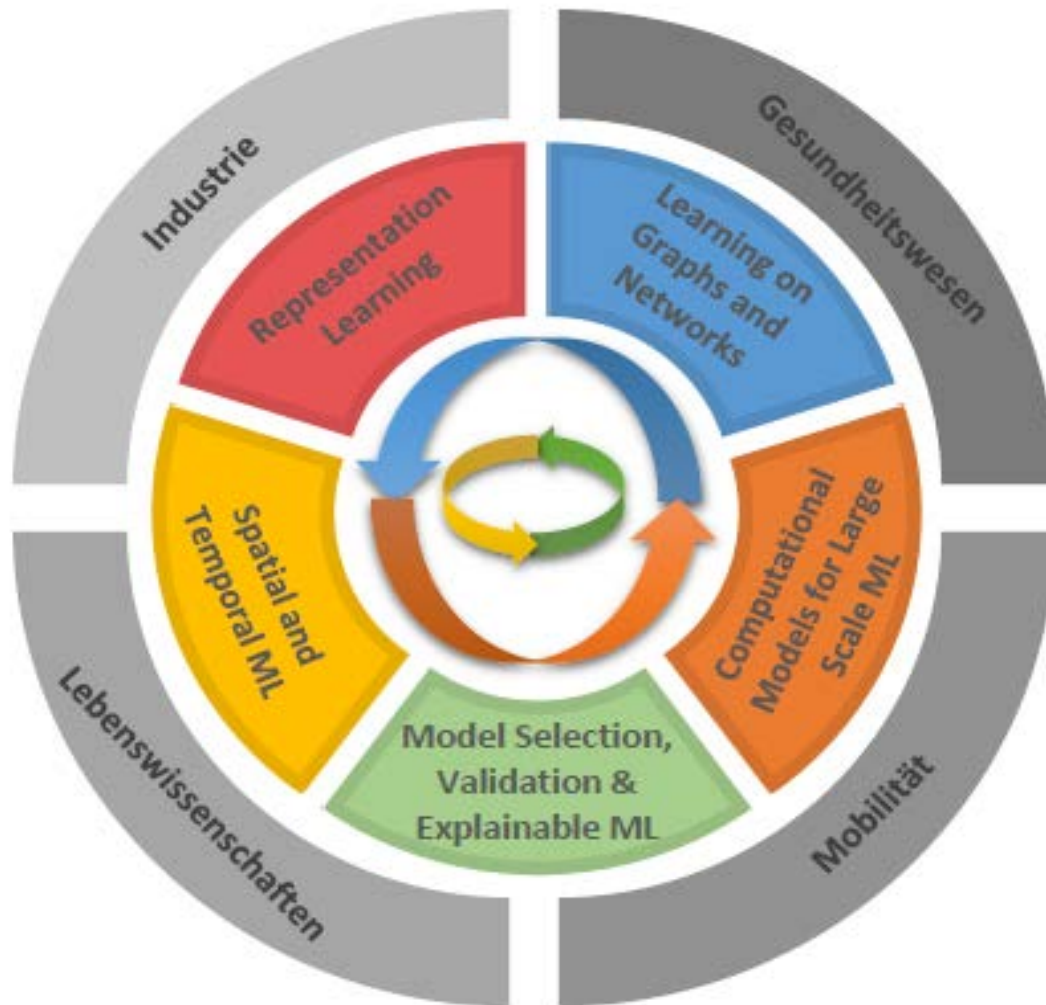 Industrie
Gesundheitswesen
Representation
Learning
Learning on
Graphs and
Networks
Spatial and
Temporal ML
Computational
Models for Large
Scale ML
Model Selection,
Validation &
Explainable ML
Lebenswissenschaften
Mobilität